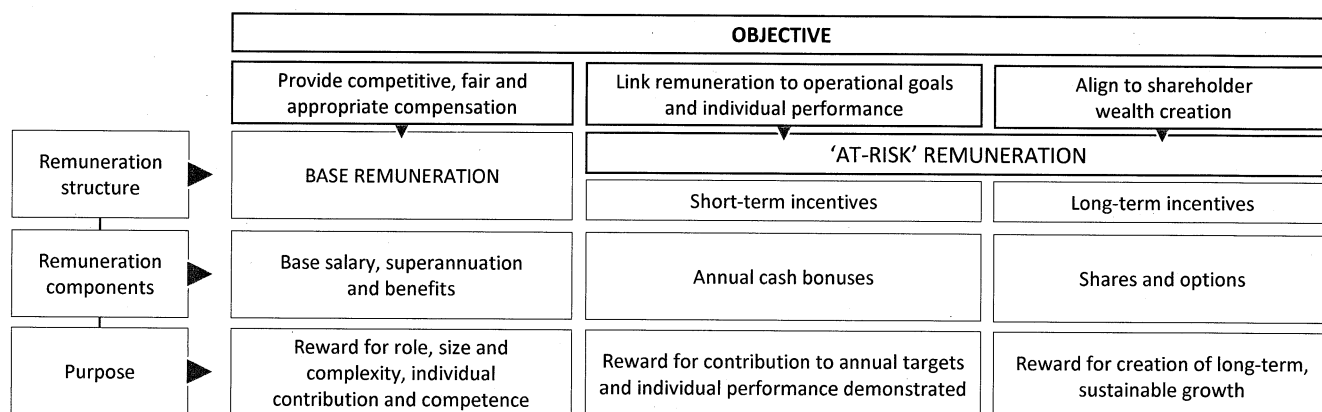 OBJECTIVE
Provide competitive, fair and
appropriate compensation
Link remuneration to operational goals
and individual performance
Align to shareholder
wealth creation
Remuneration
structure
BASE REMUNERATION
‘AT-RISK’ REMUNERATION
Short-term incentives
Long-term incentives
Remuneration
components
Base salary, superannuation
and benefits
Annual cash bonuses
Shares and options
Purpose
Reward for role, size and
complexity, individual
contribution and competence
Reward for contribution to annual targets
and individual performance demonstrated
Reward for creation of long-term,
sustainable growth